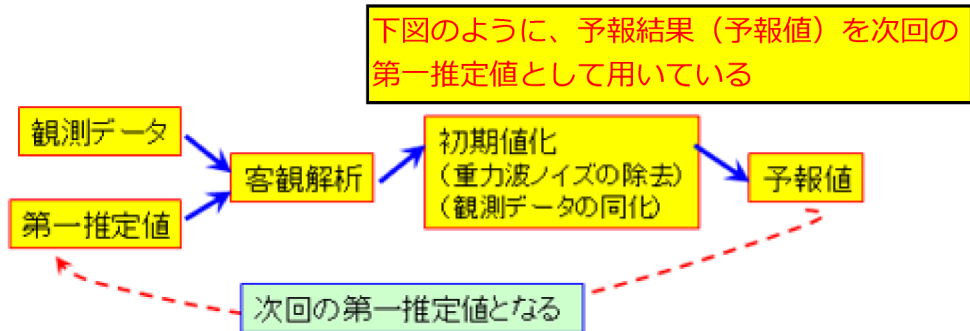 下図のように、予報結果（予報値）を次回の
第一推定値として用いている
観測データ
第一推定値
客観解析
初期値化
(重力波ノイズの除去)
(観測データの同化)
予報値
次回の第一推定値となる